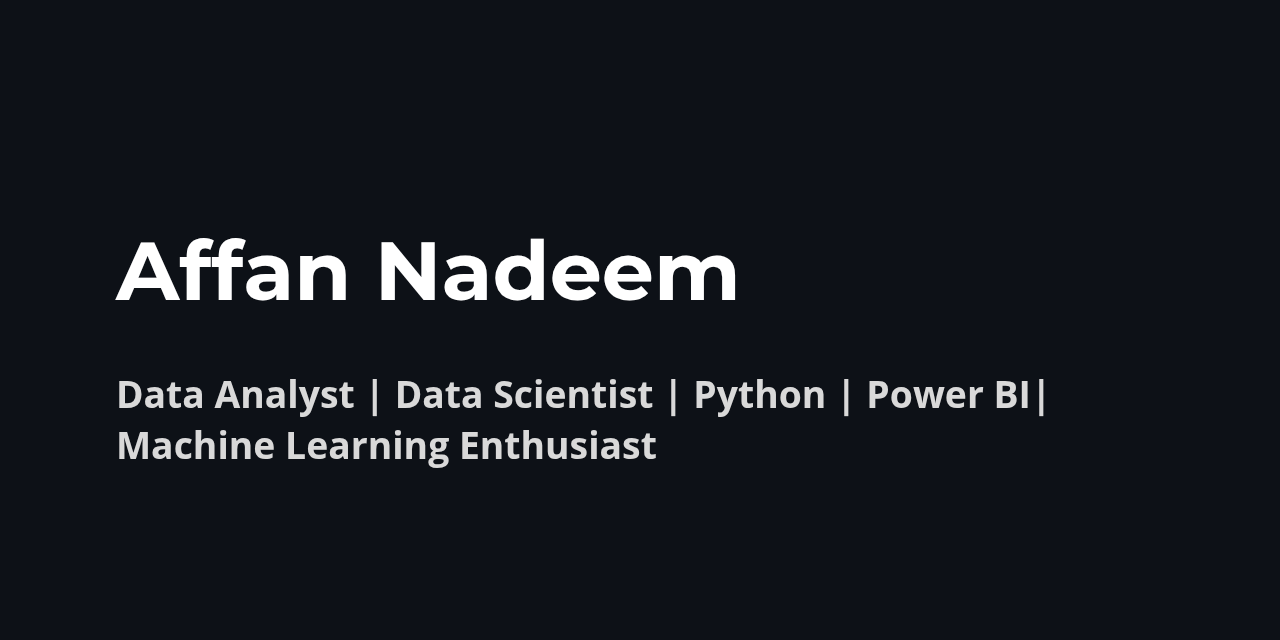 Affan Nadeem
Data Analyst | Data Scientist | Python | Power BI|
Machine Learning Enthusiast